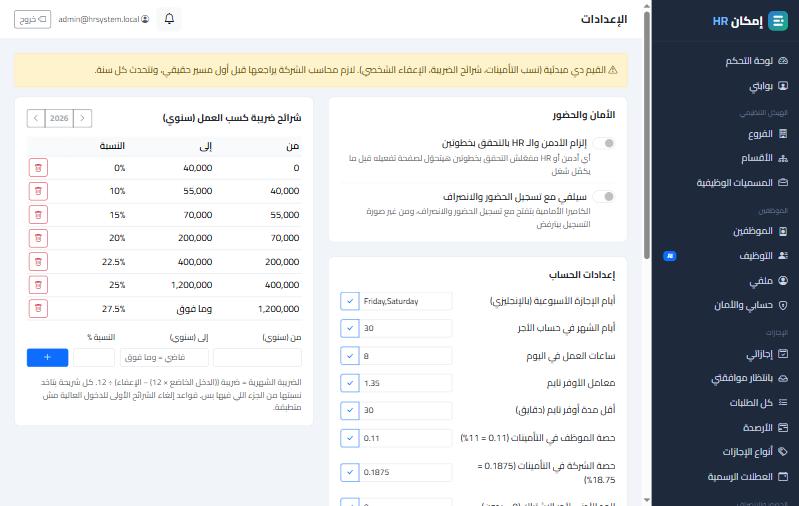 إمكان HR
لوحة التحكم
بوابتي
الهيكل التنظيمي
الفروع
الأقسام
المسميات الوظيفية
الموظفين
الموظفين
التوظيف
ملفي
حسابي والأمان
الإجازات
إجازاتي
بانتظار موافقتي
كل الطلبات
الأرصدة
أنواع الإجازات
العطلات الرسمية
الإعدادات
admin@hrsystem.local
خروج
القيم دي مبدئية (نسب التأمينات، شرائح الضريبة، الإعفاء الشخصي). لازم محاسب الشركة يراجعها قبل أول مسير حقيقي، وتتحدث كل سنة.
الأمان والحضور
إلزام الأدمن والـ HR بالتحقق بخطوتين
أي أدمن أو HR مفعّلش التحقق بخطوتين هيتحوّل لصفحة تفعيله قبل ما
يكمّل شغل
سيلفي مع تسجيل الحضور والانصراف
الكاميرا الأمامية بتفتح مع تسجيل الحضور والانصراف، ومن غير صورة
التسجيل بيترفض
إعدادات الحساب
أيام الإجازة الأسبوعية (بالإنجليزي)
Friday,Saturday
أيام الشهر في حساب الأجر
30
ساعات العمل في اليوم
8
معامل الأوفر تايم
1.35
أقل مدة أوفر تايم (دقايق)
30
حصة الموظف في التأمينات (0.11 = 11%)
0.11
حصة الشركة في التأمينات (0.1875 =
18.75%)
0.1875
شرائح ضريبة كسب العمل (سنوي)
2026
من إلى النسبة
0 40,000 0%
40,000 55,000 10%
55,000 70,000 15%
70,000 200,000 20%
200,000 400,000 22.5%
400,000 1,200,000 25%
1,200,000 وما فوق 27.5%
من (سنوي) إلى (سنوي) النسبة %
فاضي = وما فوق
+
الضريبة الشهرية = ضريبة ((الدخل الخاضع × 12) − الإعفاء) ÷ 12. كل شريحة بتاخد
نسبتها من الجزء اللي فيها بس. قواعد إلغاء الشرائح الأولى للدخول العالية مش
متطبقة.